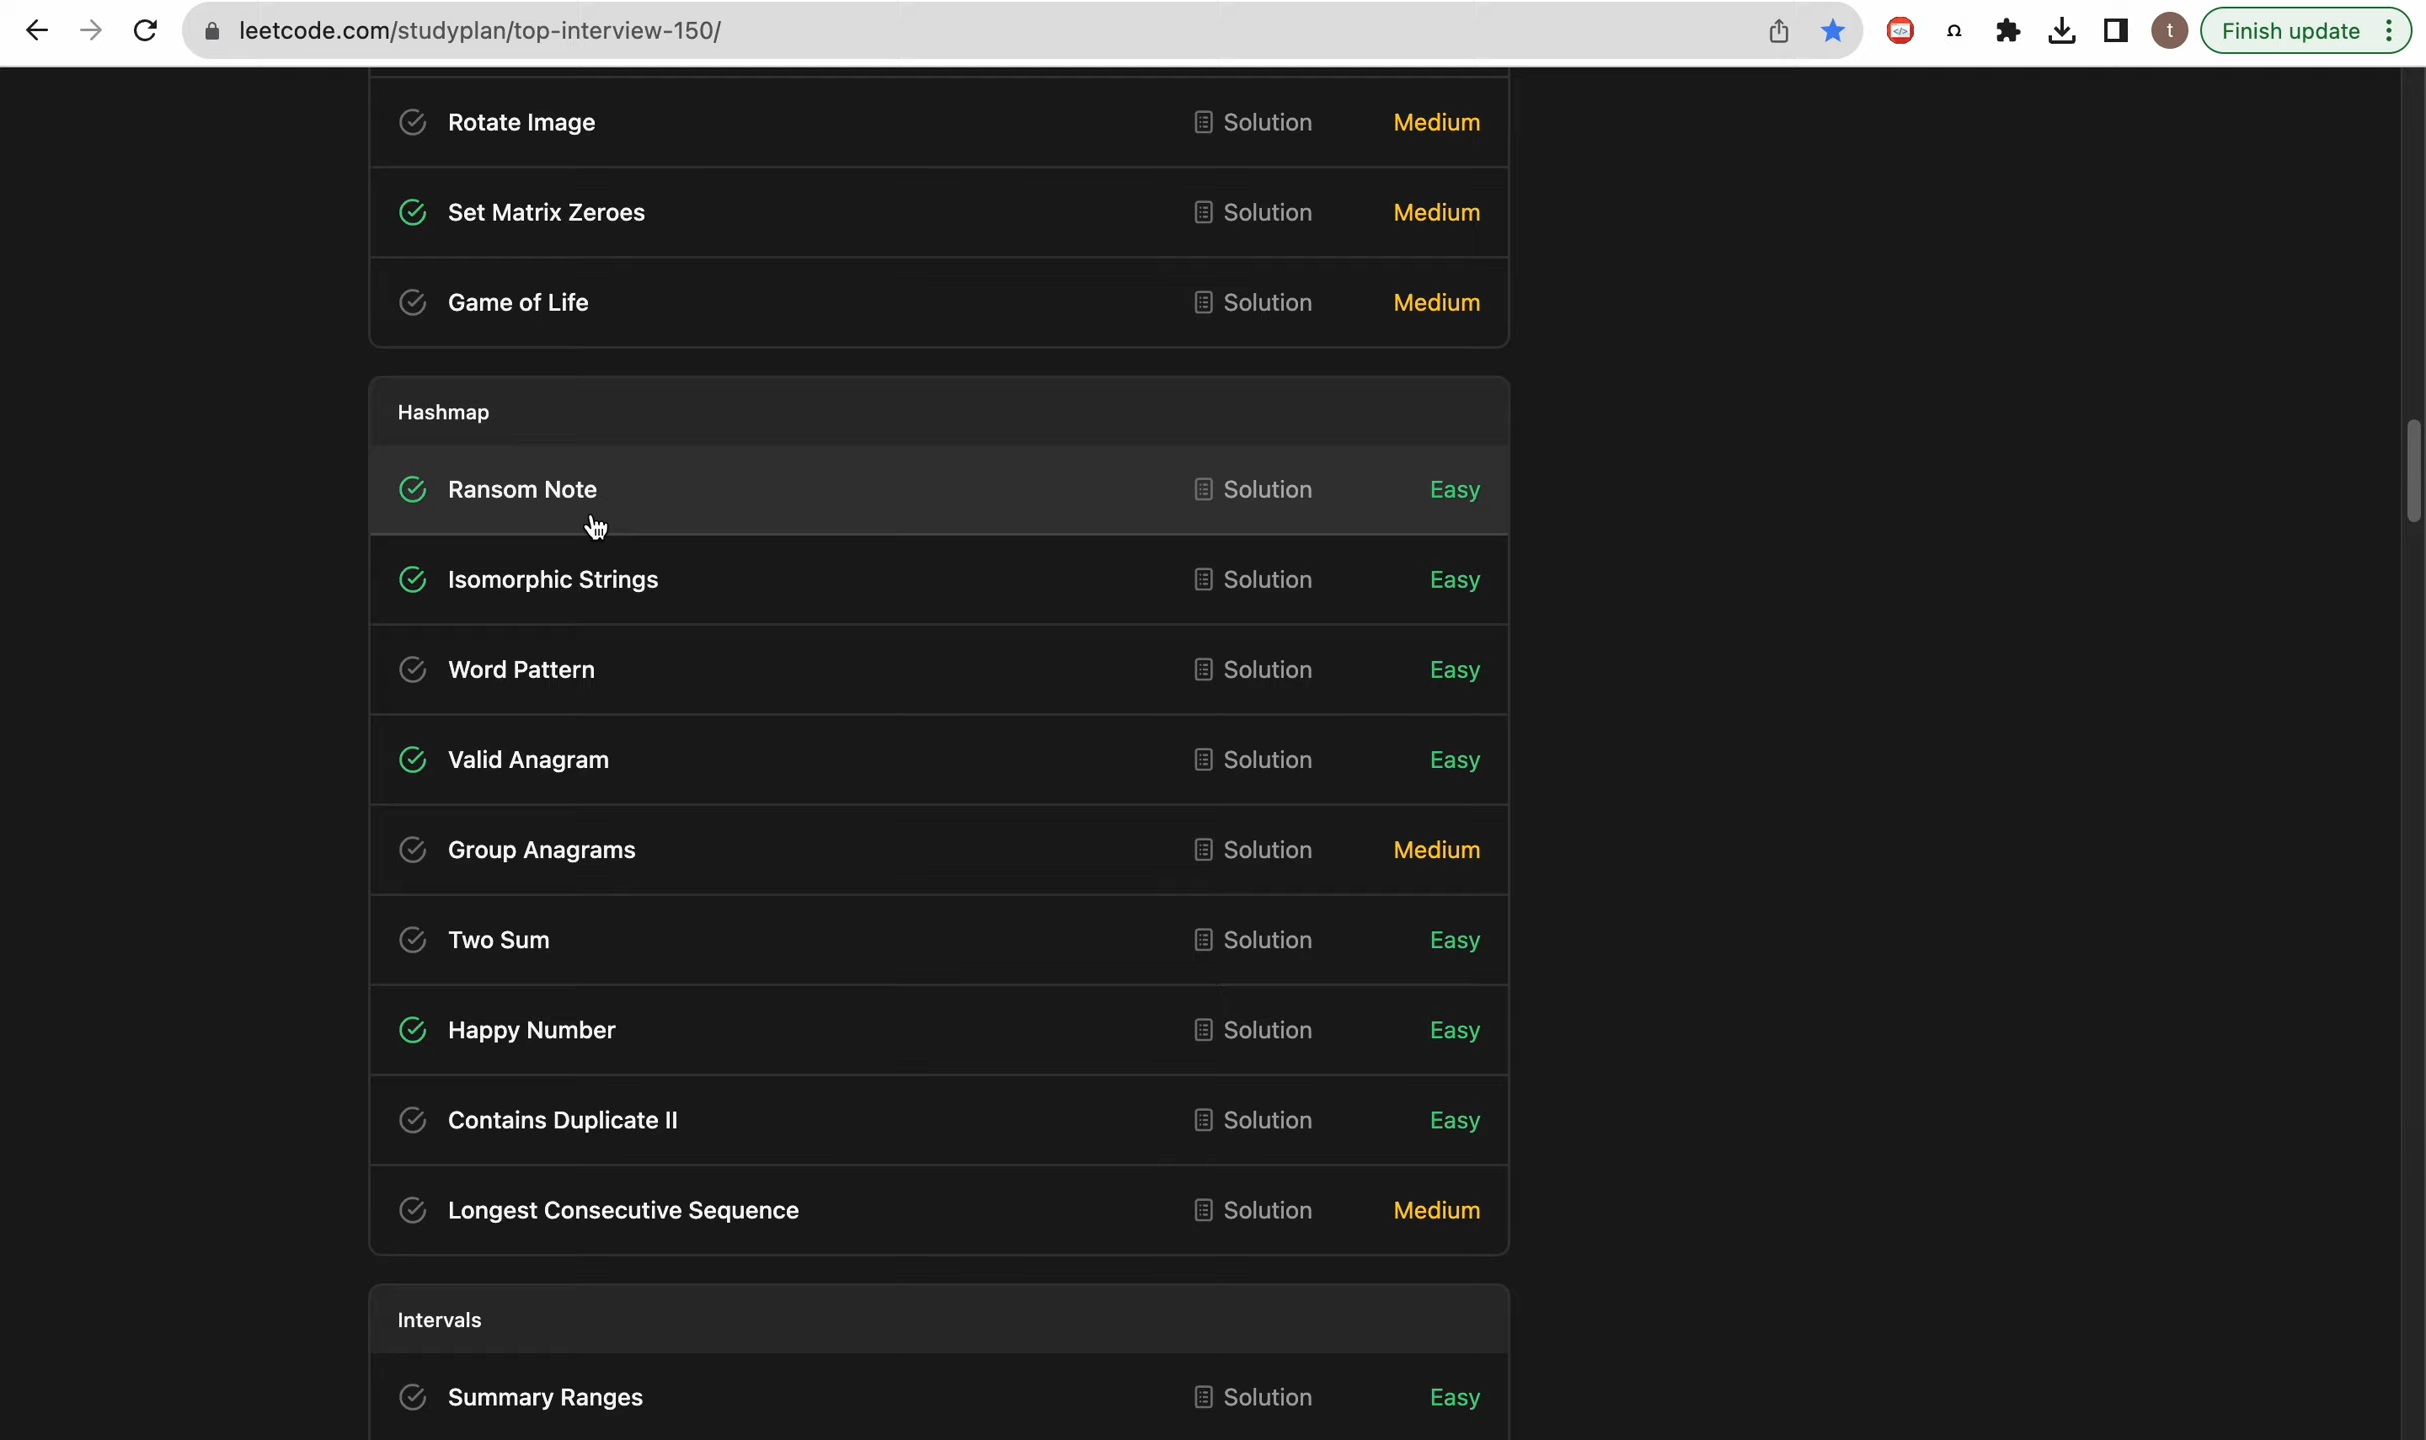 leetcode.com/studyplan/top-interview-150/
t
Finish update
Rotate Image Solution Medium
Set Matrix Zeroes Solution Medium
Game of Life Solution Medium
Hashmap
Ransom Note Solution Easy
Isomorphic Strings Solution Easy
Word Pattern Solution Easy
Valid Anagram Solution Easy
Group Anagrams Solution Medium
Two Sum Solution Easy
Happy Number Solution Easy
Contains Duplicate II Solution Easy
Longest Consecutive Sequence Solution Medium
Intervals
Summary Ranges Solution Easy